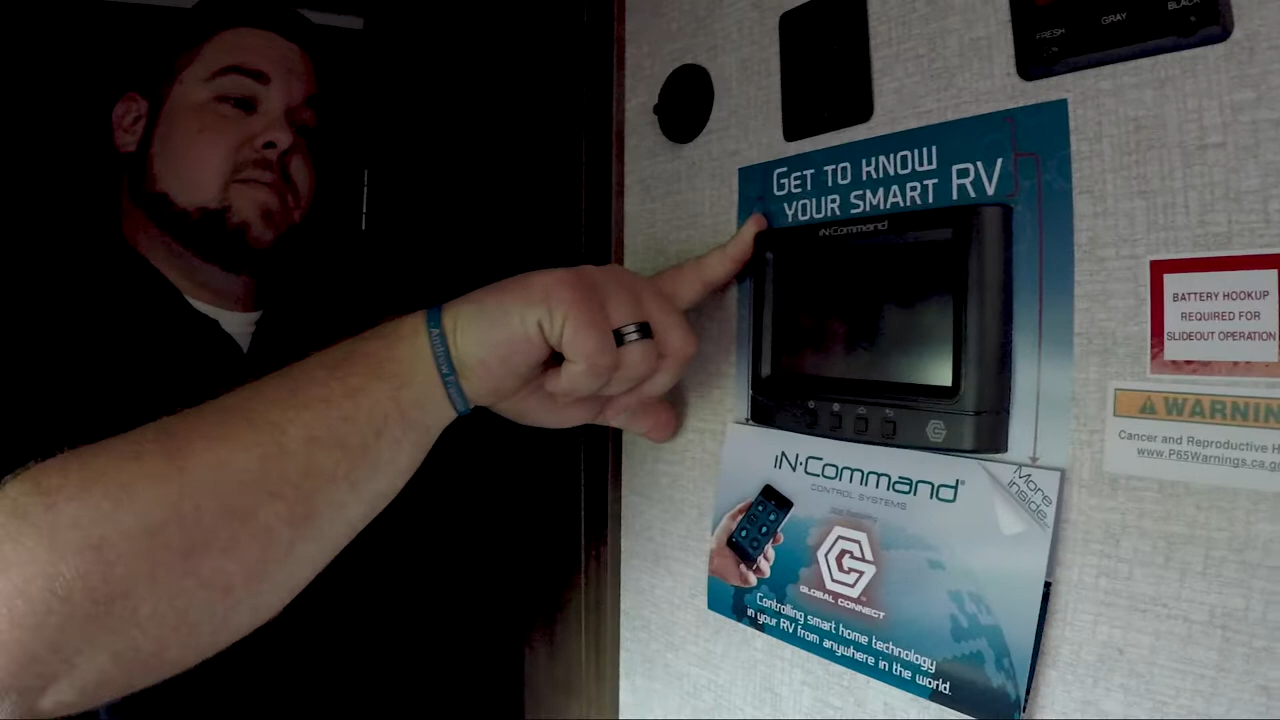 FRESH
GRAY
BLACK
GET TO KNOW
YOUR SMART RV
iN·Command
BATTERY HOOKUP
REQUIRED FOR
SLIDEOUT OPERATION
WARNIN
Cancer and Reproductive H
www.P65Warnings.ca.g
Andrew F
iN·Command®
CONTROL SYSTEMS
More
inside
GLOBAL CONNECT™
Controlling smart home technology
in your RV from anywhere in the world.